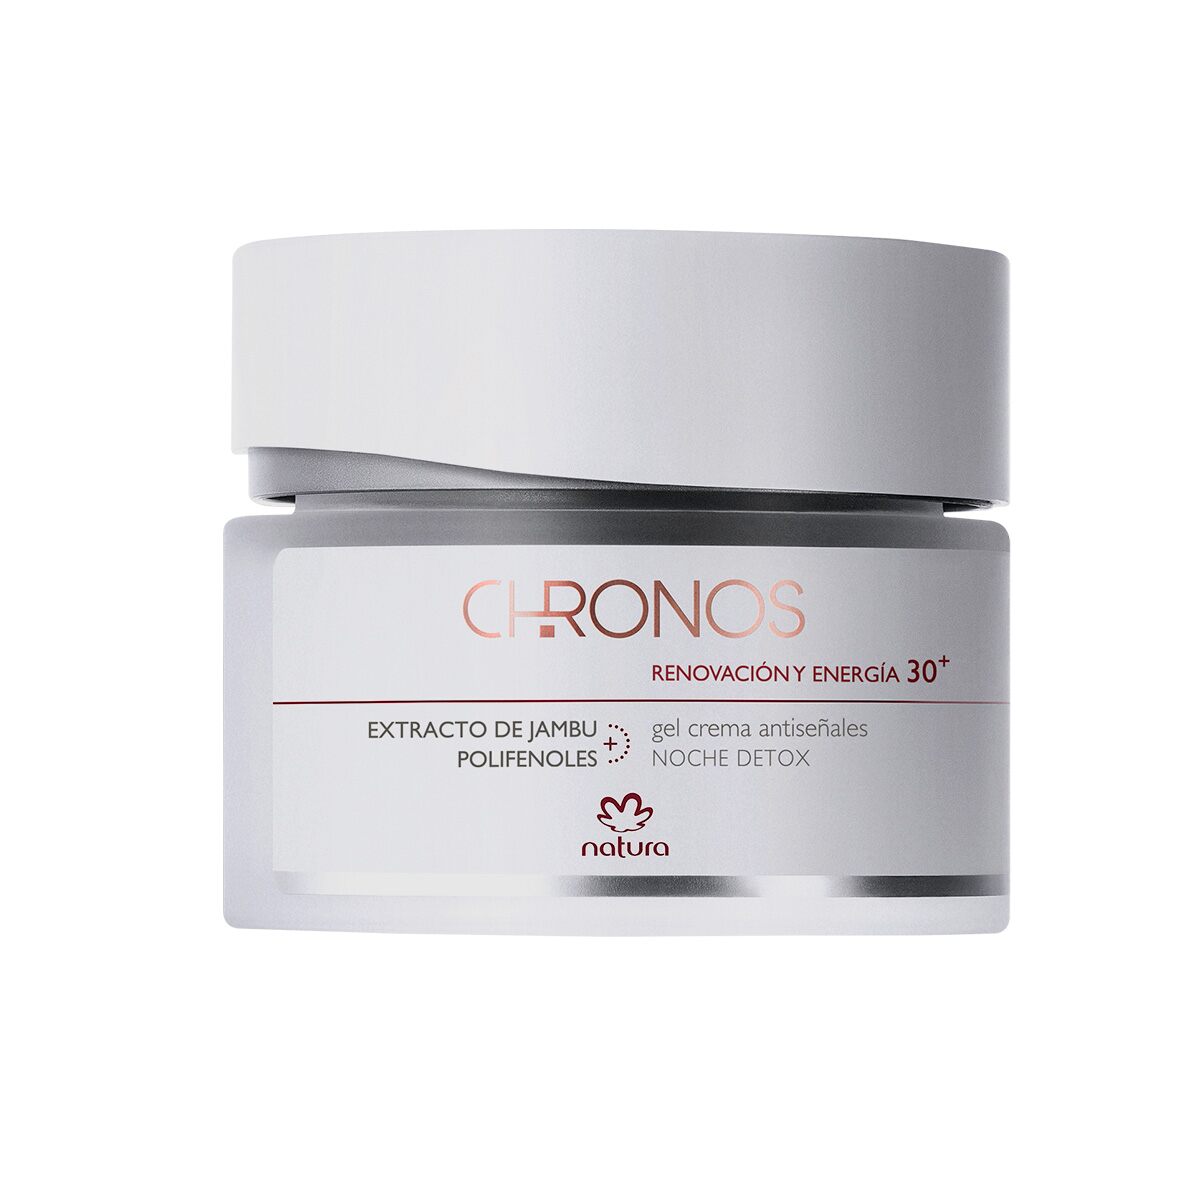 CHRONOS
RENOVACIÓN Y ENERGÍA 30+
EXTRACTO DE JAMBU
POLIFENOLES +
gel crema antiseñales
NOCHE DETOX
natura